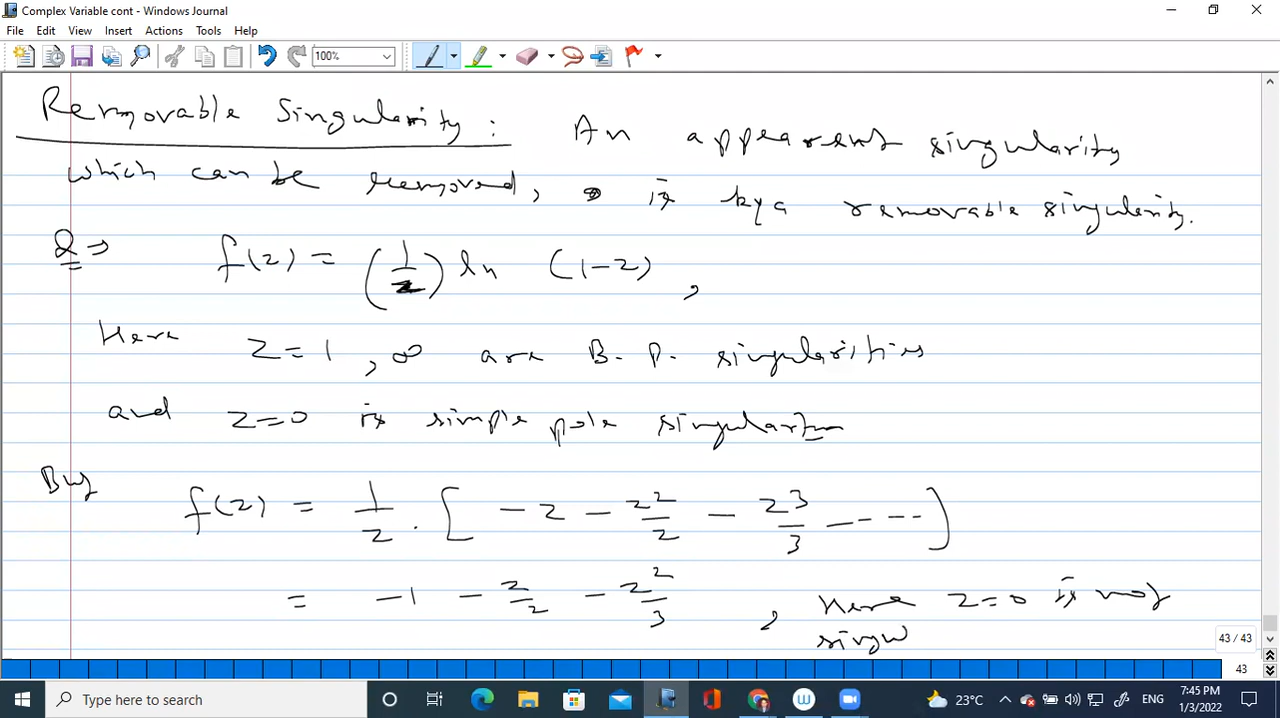 Complex Variable cont - Windows Journal
File Edit View Insert Actions Tools Help
100%
Removable Singularity: An appearent singularity
which can be removed, is kya removable singularity.
Q ⇒ f(z) = (1/z) ln (1-z),
Here z=1, ∞ are B.P. singularities
and z=0 is simple pole singularity
But f(z) = 1/z · [ -z - z²/2 - z³/3 ----- ]
= -1 - z/2 - z²/3 , Here z=0 is not
singu
43 / 43
43
Type here to search
W
23°C ENG 7:45 PM
1/3/2022